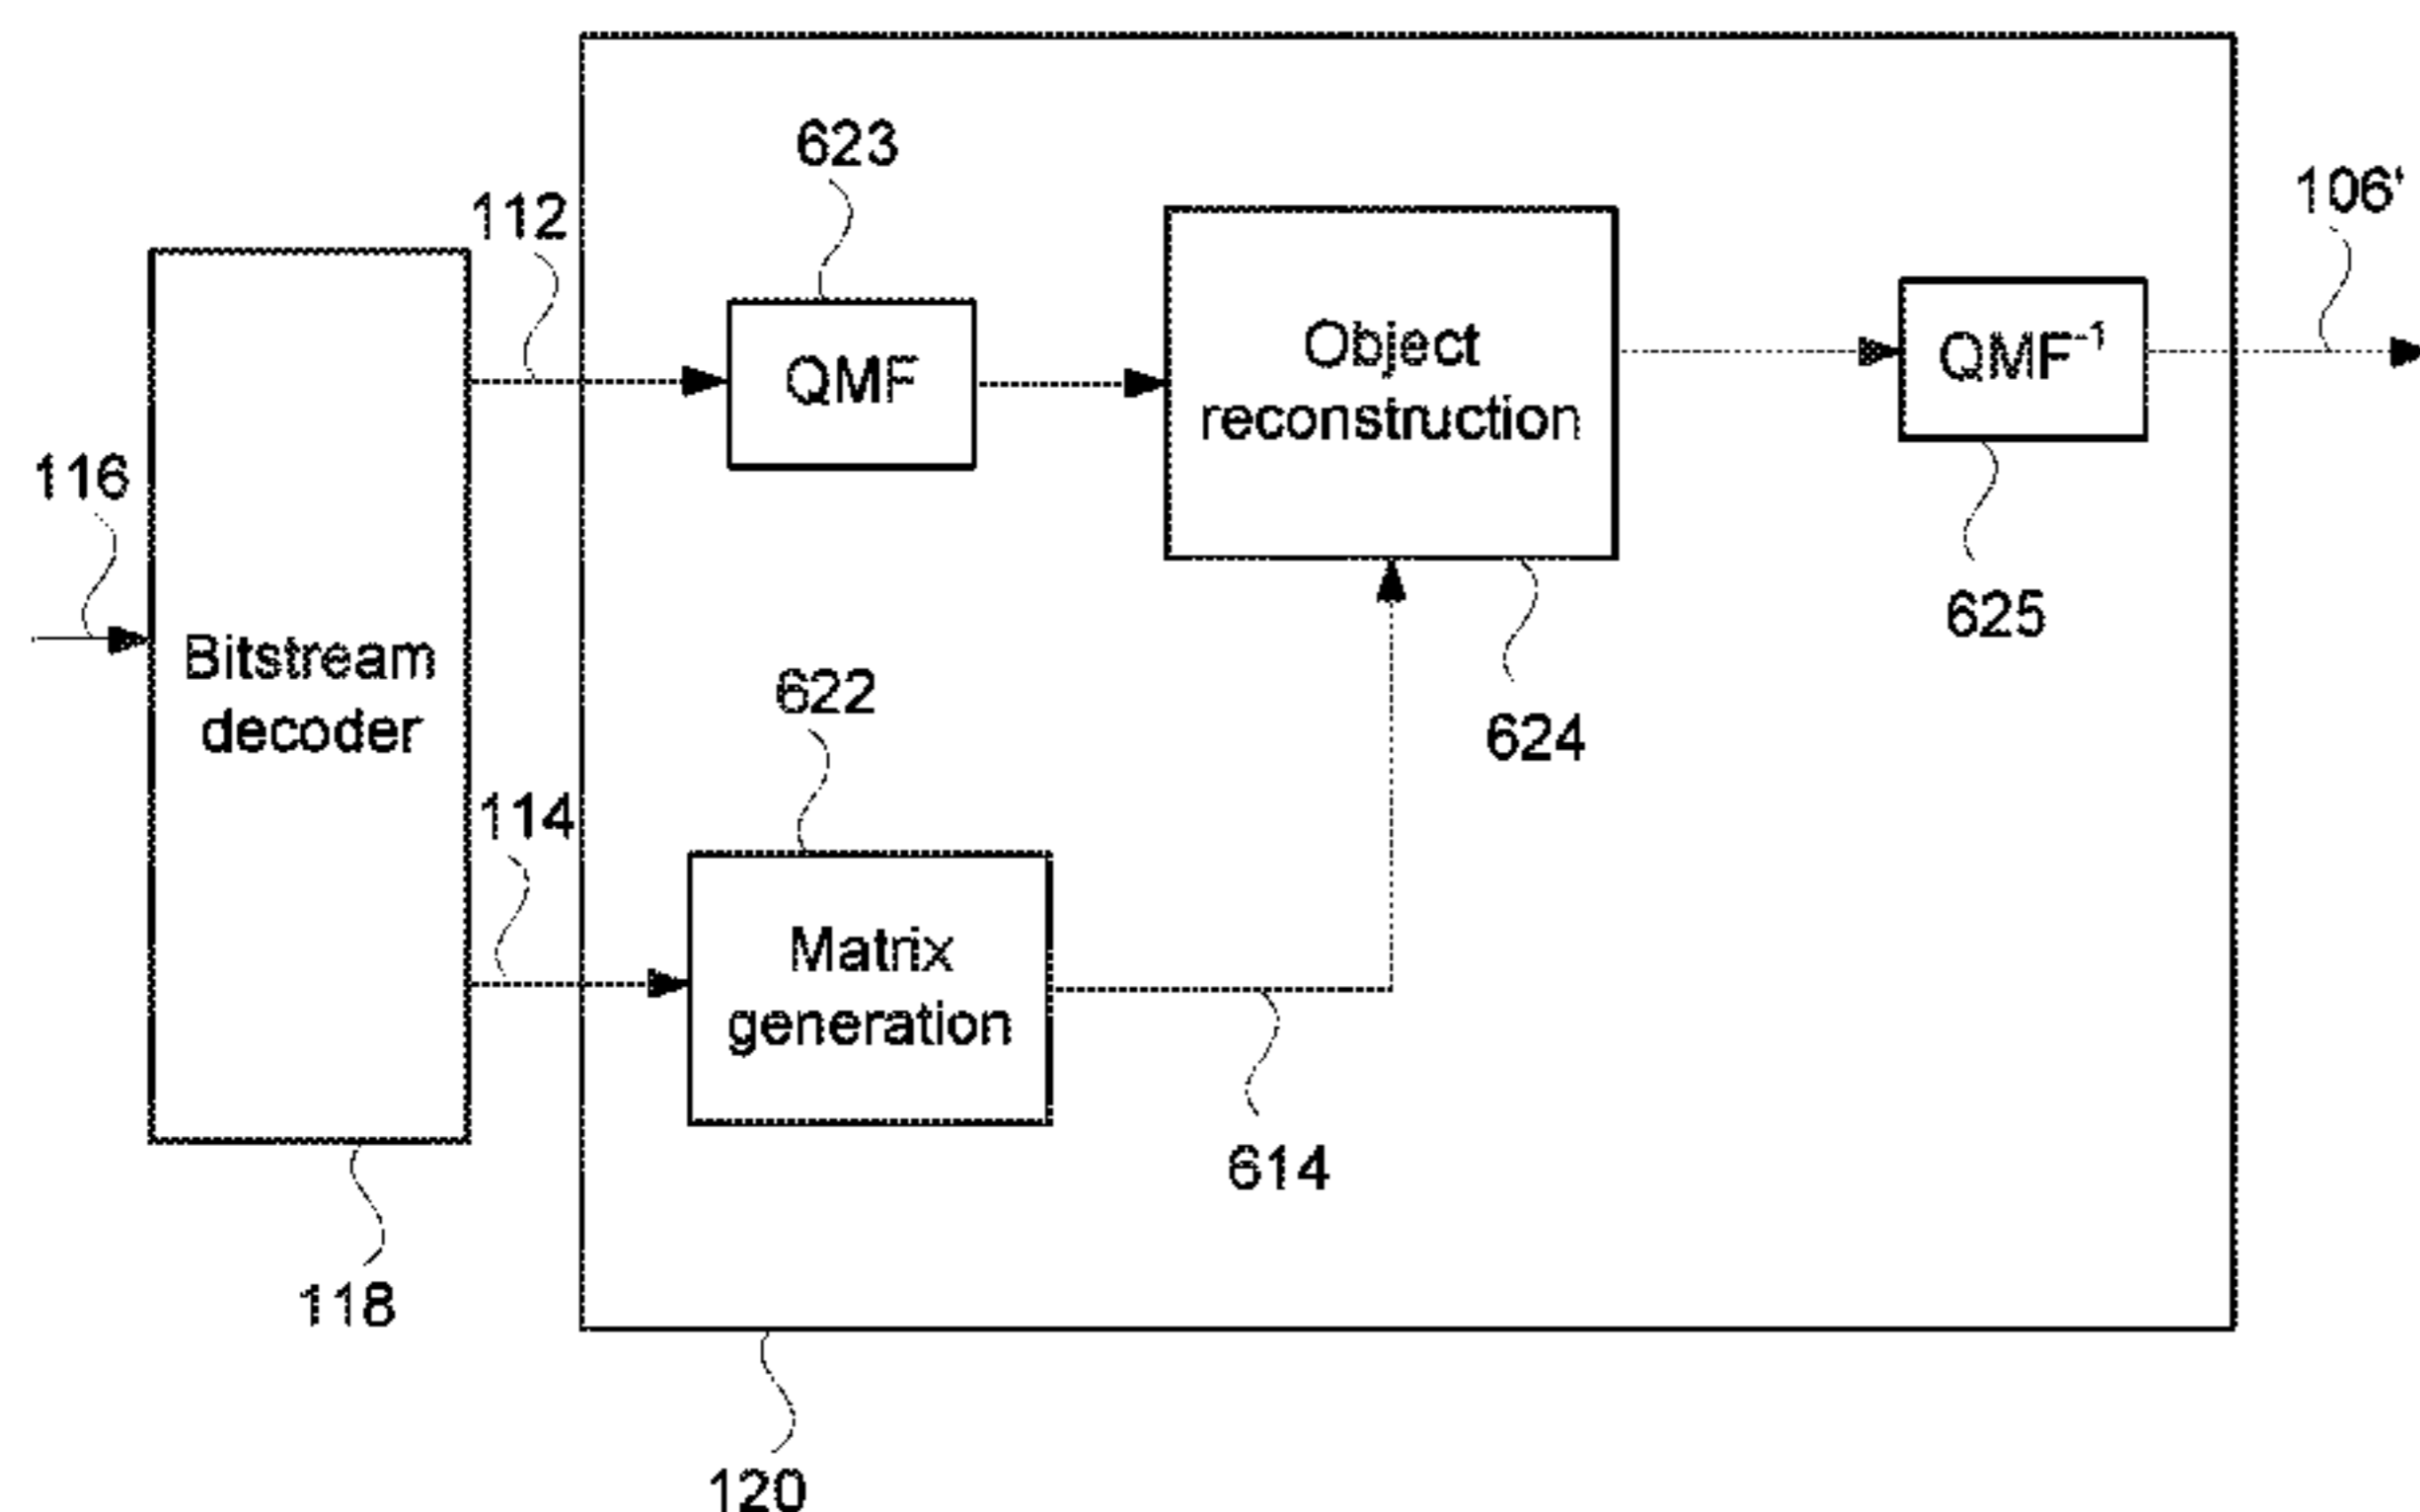 623
106'
112
QMF
Object
reconstruction
QMF⁻¹
116
625
Bitstream
decoder
622
624
114
Matrix
generation
614
118
120